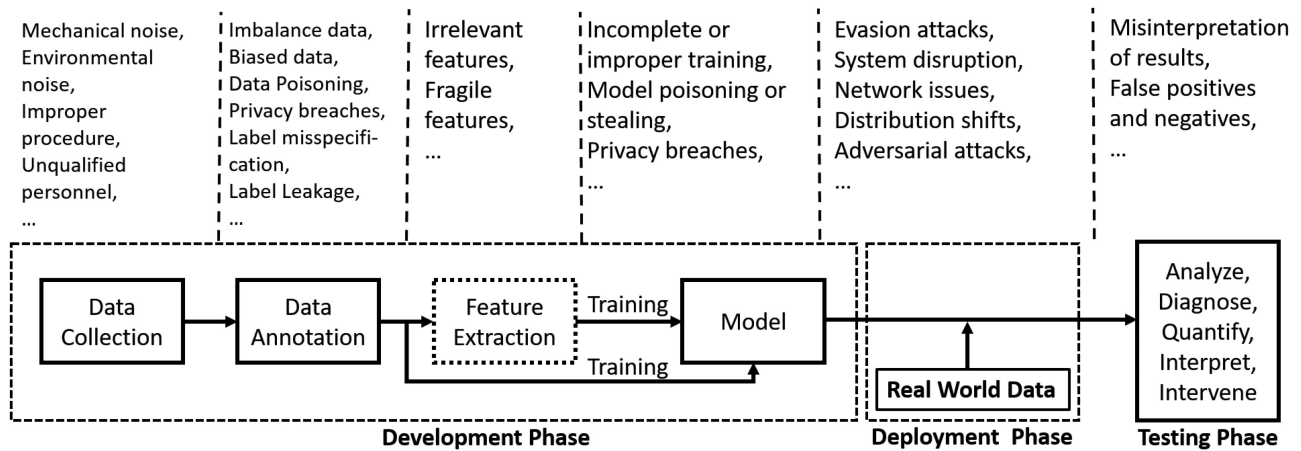 Mechanical noise,
Environmental
noise,
Improper
procedure,
Unqualified
personnel,
...
Imbalance data,
Biased data,
Data Poisoning,
Privacy breaches,
Label misspecifi-
cation,
Label Leakage,
...
Irrelevant
features,
Fragile
features,
...
Incomplete or
improper training,
Model poisoning or
stealing,
Privacy breaches,
...
Evasion attacks,
System disruption,
Network issues,
Distribution shifts,
Adversarial attacks,
...
Misinterpretation
of results,
False positives
and negatives,
...
Data
Collection
Data
Annotation
Feature
Extraction
Training
Training
Model
Real World Data
Analyze,
Diagnose,
Quantify,
Interpret,
Intervene
Development Phase
Deployment Phase
Testing Phase